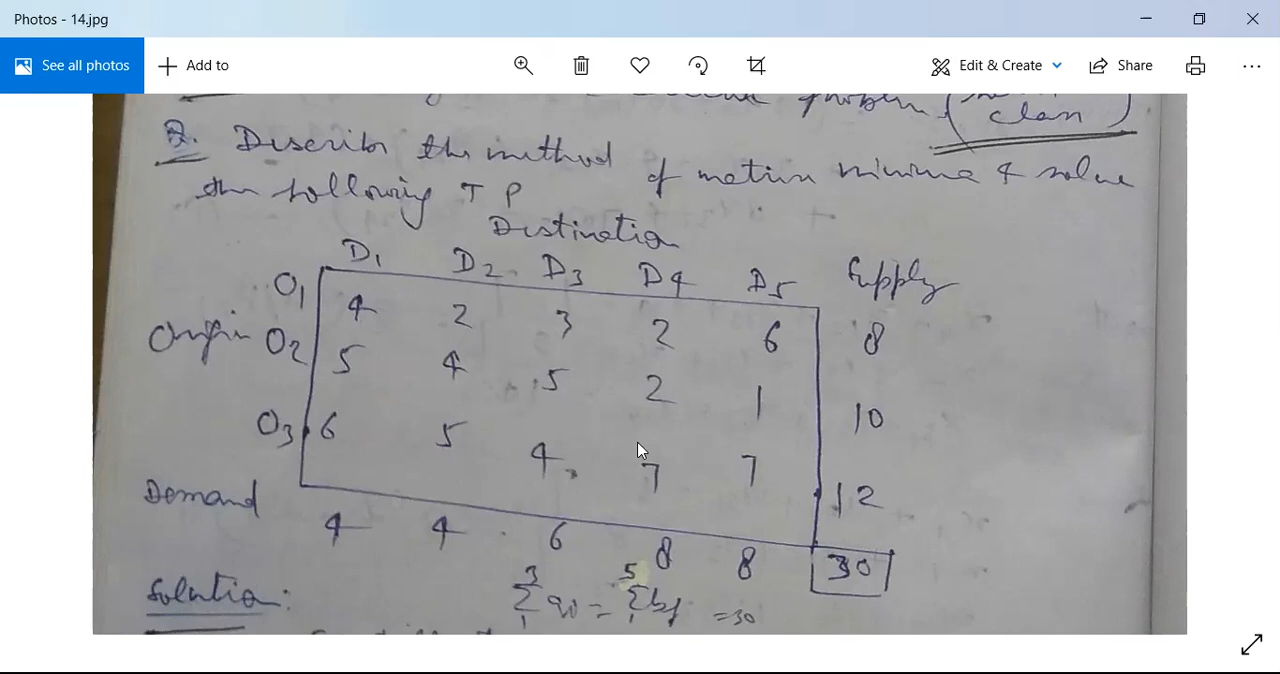 Photos - 14.jpg
See all photos
Add to
Edit & Create
Share
problem
class
Q. Describe the method of matrix minima & solve
the following T P
Destination
D1 D2 D3 D4 D5 Supply
O1 4 2 3 2 6 8
Origin O2 5 4 5 2 1 10
O3 6 5 4 7 7 12
Demand 4 4 6 8 8 30
Solution:
= 30